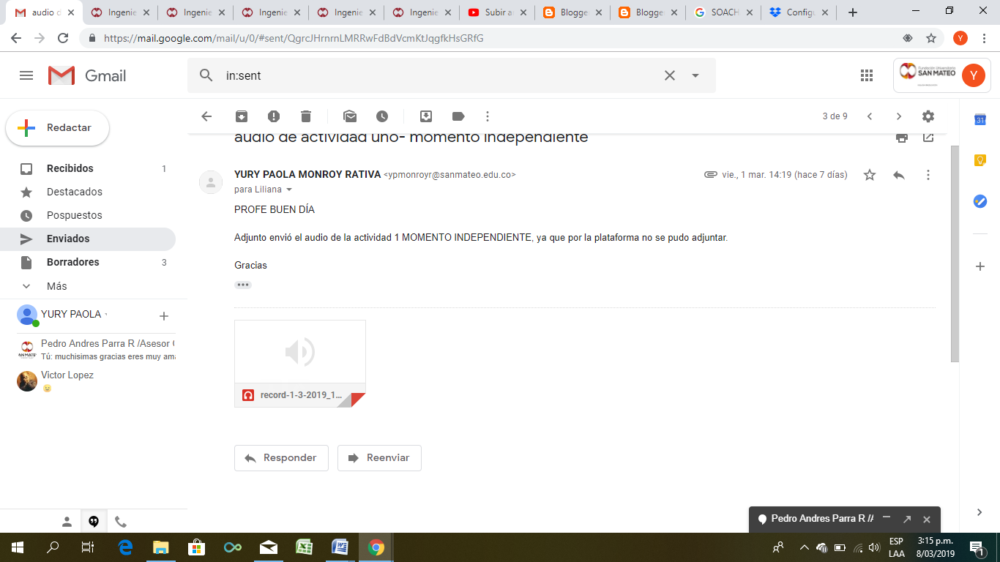 audio d
Ingenie
Ingenie
Ingenie
Ingenie
Ingenie
Subir a
Blogge
Blogge
SOACH
Config
https://mail.google.com/mail/u/0/#sent/QgrcJHrnrnLMRRwFdBdVcmKtJqgfkHsGRfG
Y
Gmail
in:sent
SAN MATEO
Y
Redactar
3 de 9
31
audio de actividad uno- momento independiente
Recibidos 1
Destacados
Pospuestos
Enviados
Borradores 3
Más
YURY PAOLA MONROY RATIVA <ypmonroyr@sanmateo.edu.co>
vie., 1 mar. 14:19 (hace 7 días)
para Liliana
PROFE BUEN DÍA
Adjunto envió el audio de la actividad 1 MOMENTO INDEPENDIENTE, ya que por la plataforma no se pudo adjuntar.
Gracias
record-1-3-2019_1...
Responder
Reenviar
YURY PAOLA
Pedro Andres Parra R /Asesor
Tú: muchisimas gracias eres muy ama
Victor Lopez
Pedro Andres Parra R //
ESP
LAA
3:15 p.m.
8/03/2019
1